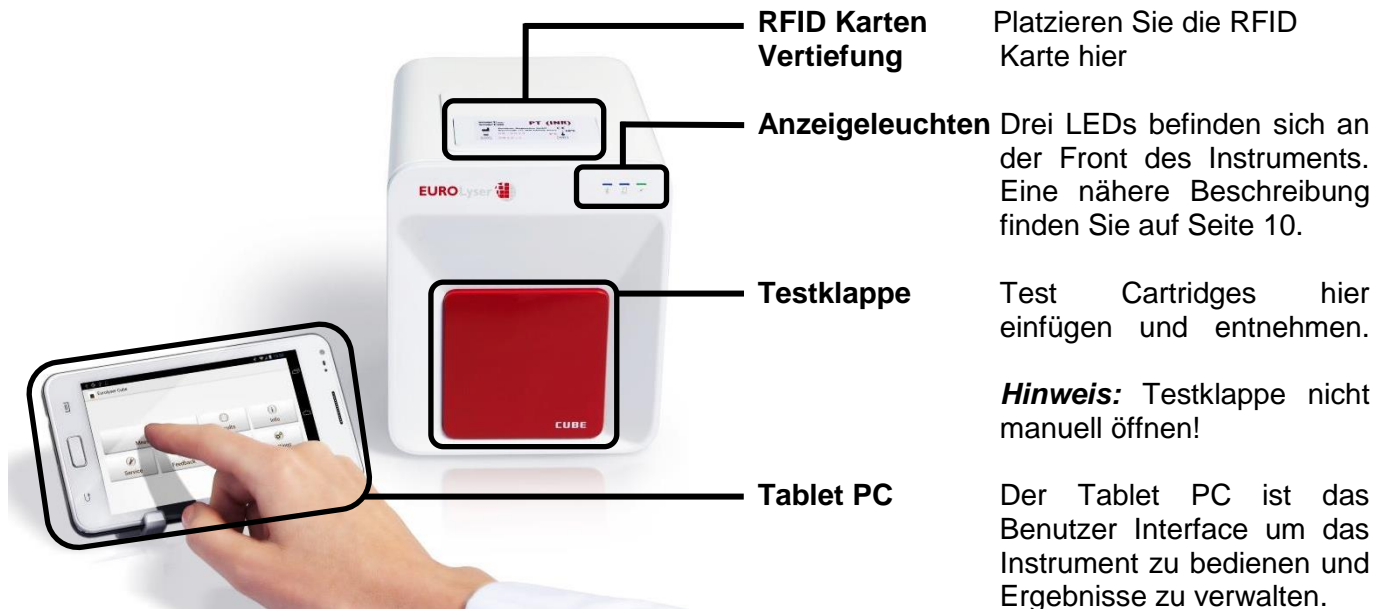 RFID Karten Platzieren Sie die RFID
Vertiefung Karte hier
Anzeigeleuchten Drei LEDs befinden sich an
der Front des Instruments.
Eine nähere Beschreibung
finden Sie auf Seite 10.
Testklappe Test Cartridges hier
einfügen und entnehmen.
Hinweis: Testklappe nicht
manuell öffnen!
Tablet PC Der Tablet PC ist das
Benutzer Interface um das
Instrument zu bedienen und
Ergebnisse zu verwalten.
PT (INR)
EUROLyser
CUBE
Eurolyser Cube
Info
Service
Feedback